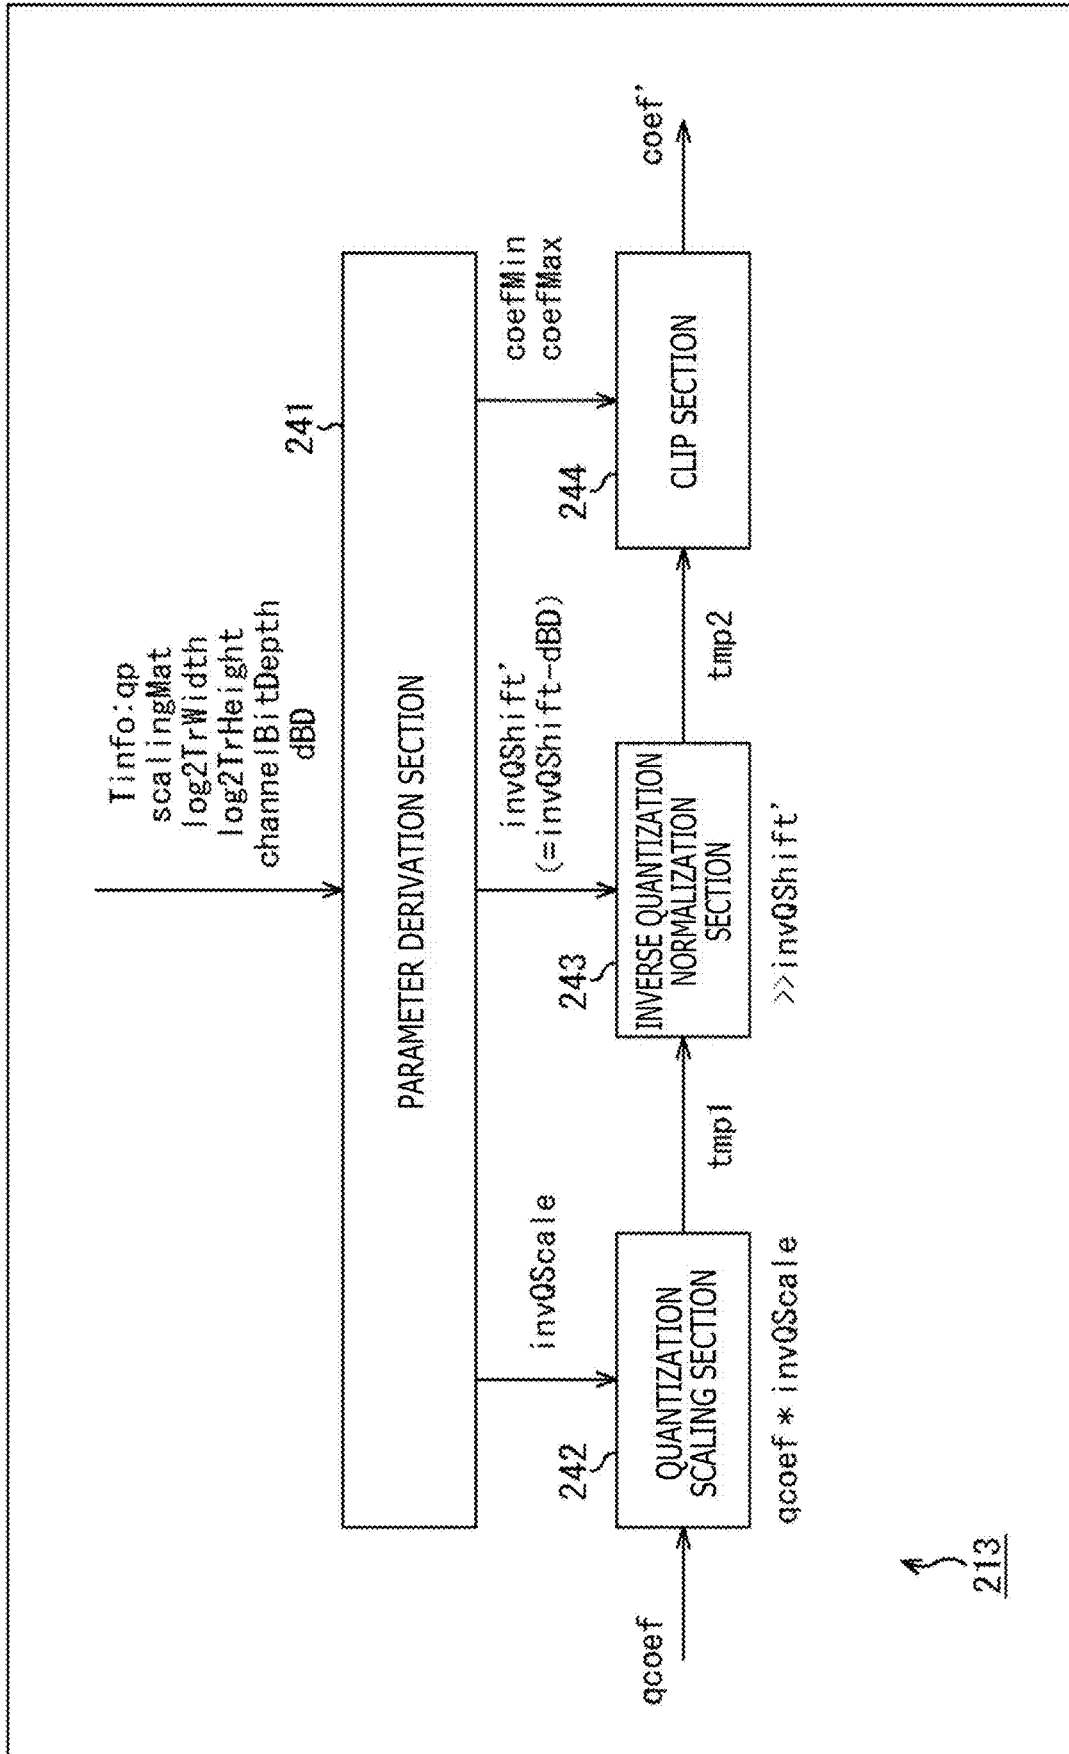 Tinfo:qp
scalingMat
log2TrWidth
log2TrHeight
channelBitDepth
dBD
241
PARAMETER DERIVATION SECTION
invQScale
invQShift'
(=invQShift-dBD)
coefMin
coefMax
242
243
244
qcoef
QUANTIZATION
SCALING SECTION
tmp1
INVERSE QUANTIZATION
NORMALIZATION
SECTION
tmp2
CLIP SECTION
coef'
qcoef * invQScale
>>invQShift'
213